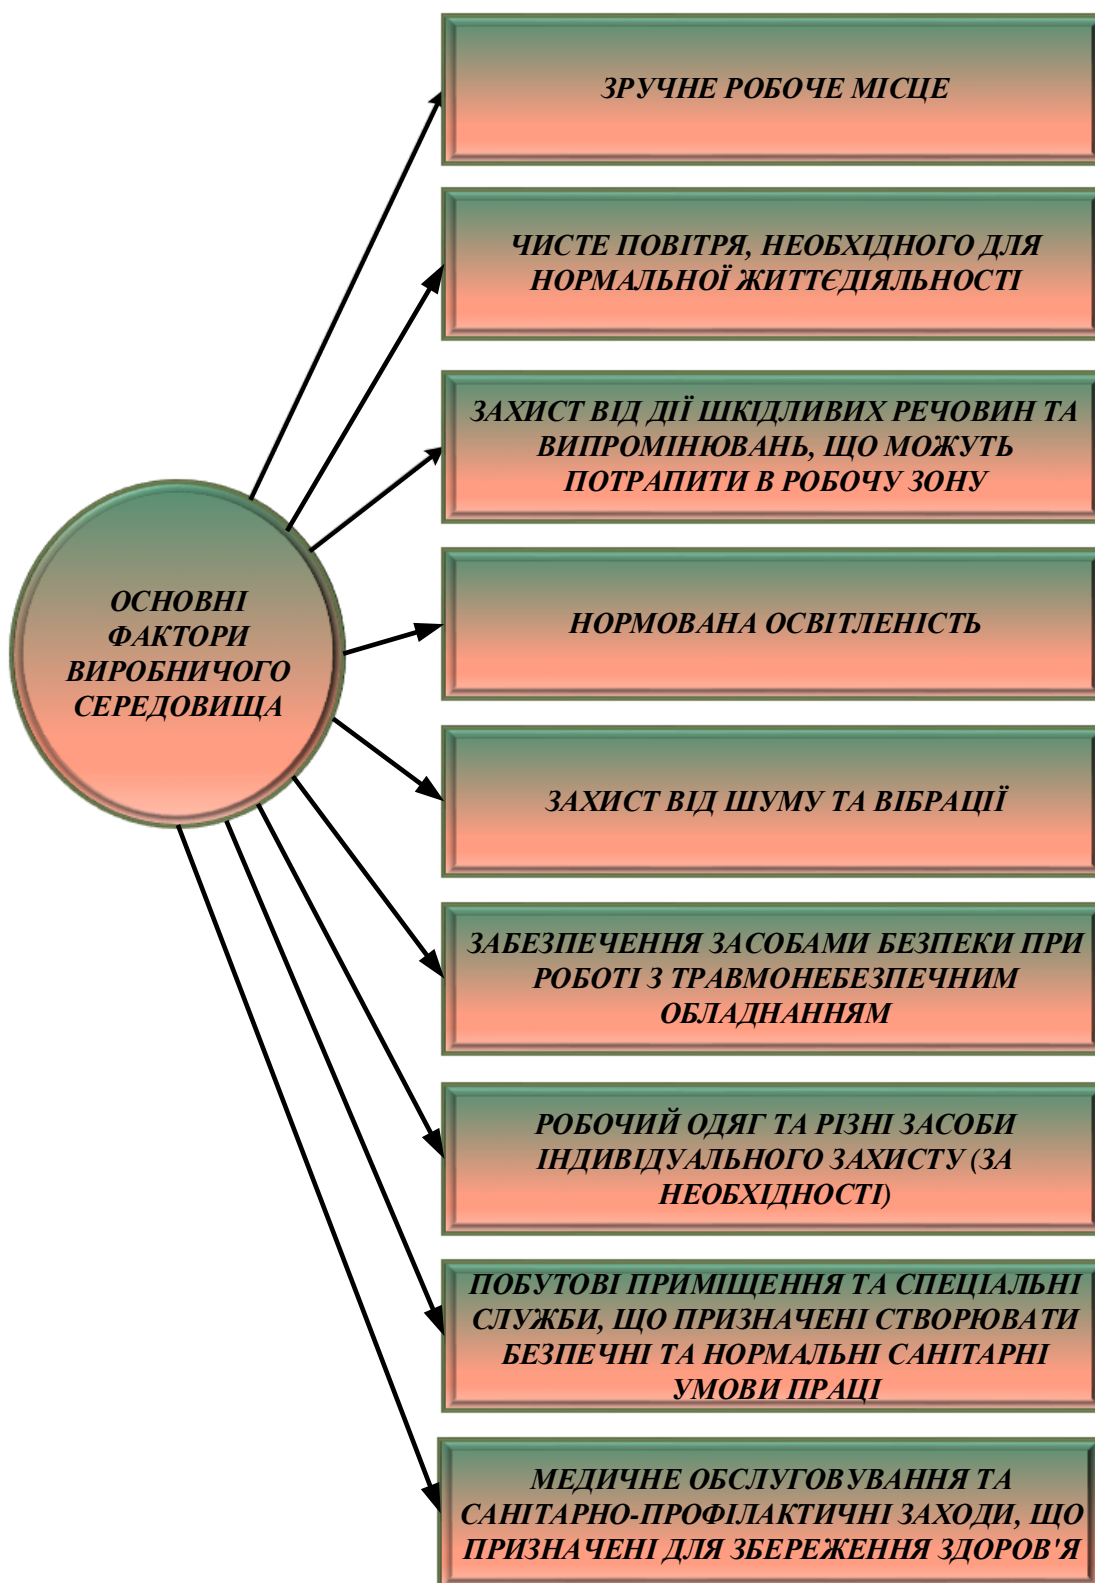 ЗРУЧНЕ РОБОЧЕ МІСЦЕ
ЧИСТЕ ПОВІТРЯ, НЕОБХІДНОГО ДЛЯ
НОРМАЛЬНОЇ ЖИТТЄДІЯЛЬНОСТІ
ЗАХИСТ ВІД ДІЇ ШКІДЛИВИХ РЕЧОВИН ТА
ВИПРОМІНЮВАНЬ, ЩО МОЖУТЬ
ПОТРАПИТИ В РОБОЧУ ЗОНУ
ОСНОВНІ
ФАКТОРИ
ВИРОБНИЧОГО
СЕРЕДОВИЩА
НОРМОВАНА ОСВІТЛЕНІСТЬ
ЗАХИСТ ВІД ШУМУ ТА ВІБРАЦІЇ
ЗАБЕЗПЕЧЕННЯ ЗАСОБАМИ БЕЗПЕКИ ПРИ
РОБОТІ З ТРАВМОНЕБЕЗПЕЧНИМ
ОБЛАДНАННЯМ
РОБОЧИЙ ОДЯГ ТА РІЗНІ ЗАСОБИ
ІНДИВІДУАЛЬНОГО ЗАХИСТУ (ЗА
НЕОБХІДНОСТІ)
ПОБУТОВІ ПРИМІЩЕННЯ ТА СПЕЦІАЛЬНІ
СЛУЖБИ, ЩО ПРИЗНАЧЕНІ СТВОРЮВАТИ
БЕЗПЕЧНІ ТА НОРМАЛЬНІ САНІТАРНІ
УМОВИ ПРАЦІ
МЕДИЧНЕ ОБСЛУГОВУВАННЯ ТА
САНІТАРНО-ПРОФІЛАКТИЧНІ ЗАХОДИ, ЩО
ПРИЗНАЧЕНІ ДЛЯ ЗБЕРЕЖЕННЯ ЗДОРОВ'Я